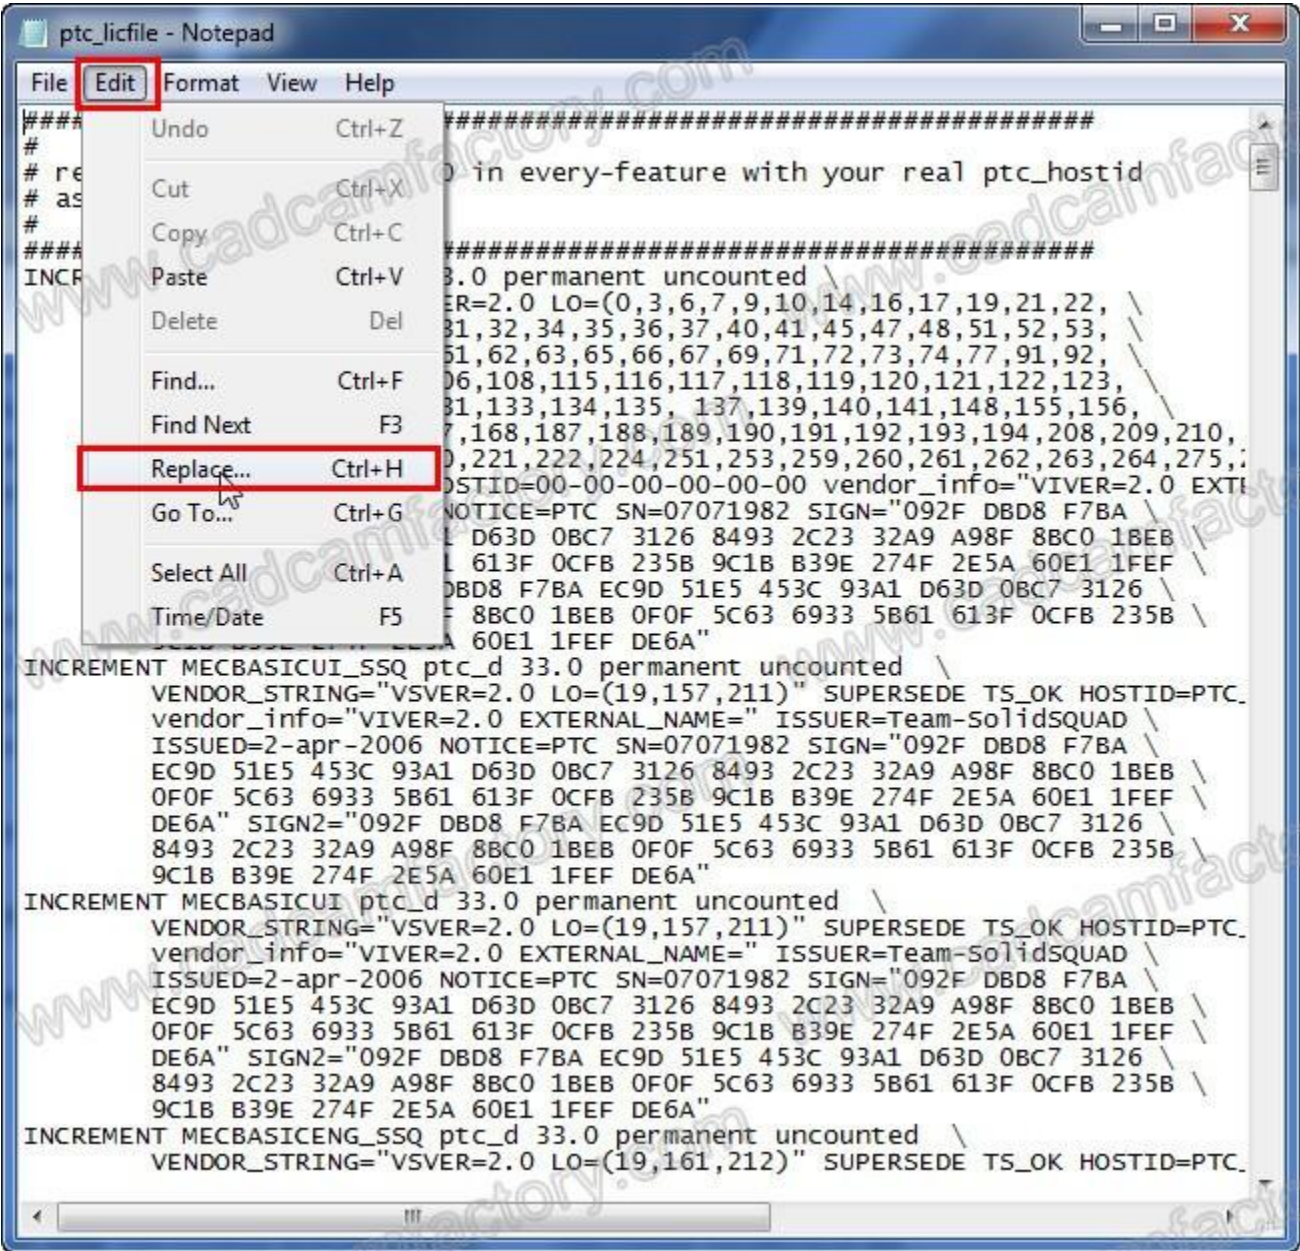 ptc_licfile - Notepad
File Edit Format View Help
Undo Ctrl+Z
Cut Ctrl+X
Copy Ctrl+C
Paste Ctrl+V
Delete Del
Find... Ctrl+F
Find Next F3
Replace... Ctrl+H
Go To... Ctrl+G
Select All Ctrl+A
Time/Date F5
#
# re in every-feature with your real ptc_hostid
# as
#
INCR 3.0 permanent uncounted \
ER=2.0 LO=(0,3,6,7,9,10,14,16,17,19,21,22, \
31,32,34,35,36,37,40,41,45,47,48,51,52,53, \
61,62,63,65,66,67,69,71,72,73,74,77,91,92, \
06,108,115,116,117,118,119,120,121,122,123, \
31,133,134,135, 137,139,140,141,148,155,156, \
7,168,187,188,189,190,191,192,193,194,208,209,210,
0,221,222,224,251,253,259,260,261,262,263,264,275,
OSTID=00-00-00-00-00-00 vendor_info="VIVER=2.0 EXTE
NOTICE=PTC SN=07071982 SIGN="092F DBD8 F7BA \
D63D 0BC7 3126 8493 2C23 32A9 A98F 8BC0 1BEB \
613F 0CFB 235B 9C1B B39E 274F 2E5A 60E1 1FEF \
DBD8 F7BA EC9D 51E5 453C 93A1 D63D 0BC7 3126 \
F 8BC0 1BEB 0F0F 5C63 6933 5B61 613F 0CFB 235B \
60E1 1FEF DE6A"
INCREMENT MECBASICUI_SSQ ptc_d 33.0 permanent uncounted \
VENDOR_STRING="VSVER=2.0 LO=(19,157,211)" SUPERSEDE TS_OK HOSTID=PTC_
vendor_info="VIVER=2.0 EXTERNAL_NAME=" ISSUER=Team-SolidSQUAD \
ISSUED=2-apr-2006 NOTICE=PTC SN=07071982 SIGN="092F DBD8 F7BA \
EC9D 51E5 453C 93A1 D63D 0BC7 3126 8493 2C23 32A9 A98F 8BC0 1BEB \
0F0F 5C63 6933 5B61 613F 0CFB 235B 9C1B B39E 274F 2E5A 60E1 1FEF \
DE6A" SIGN2="092F DBD8 F7BA EC9D 51E5 453C 93A1 D63D 0BC7 3126 \
8493 2C23 32A9 A98F 8BC0 1BEB 0F0F 5C63 6933 5B61 613F 0CFB 235B \
9C1B B39E 274F 2E5A 60E1 1FEF DE6A"
INCREMENT MECBASICUI ptc_d 33.0 permanent uncounted \
VENDOR_STRING="VSVER=2.0 LO=(19,157,211)" SUPERSEDE TS_OK HOSTID=PTC_
vendor_info="VIVER=2.0 EXTERNAL_NAME=" ISSUER=Team-SolidSQUAD \
ISSUED=2-apr-2006 NOTICE=PTC SN=07071982 SIGN="092F DBD8 F7BA \
EC9D 51E5 453C 93A1 D63D 0BC7 3126 8493 2C23 32A9 A98F 8BC0 1BEB \
0F0F 5C63 6933 5B61 613F 0CFB 235B 9C1B B39E 274F 2E5A 60E1 1FEF \
DE6A" SIGN2="092F DBD8 F7BA EC9D 51E5 453C 93A1 D63D 0BC7 3126 \
8493 2C23 32A9 A98F 8BC0 1BEB 0F0F 5C63 6933 5B61 613F 0CFB 235B \
9C1B B39E 274F 2E5A 60E1 1FEF DE6A"
INCREMENT MECBASICENG_SSQ ptc_d 33.0 permanent uncounted \
VENDOR_STRING="VSVER=2.0 LO=(19,161,212)" SUPERSEDE TS_OK HOSTID=PTC_
www.cadcamfactory.com